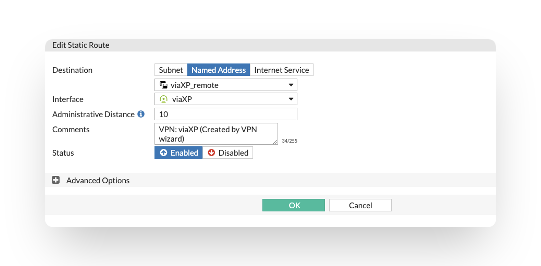 Edit Static Route
Destination Subnet Named Address Internet Service
viaXP_remote
Interface viaXP
Administrative Distance 10
Comments VPN: viaXP (Created by VPN
wizard)
34/255
Status Enabled Disabled
Advanced Options
OK Cancel